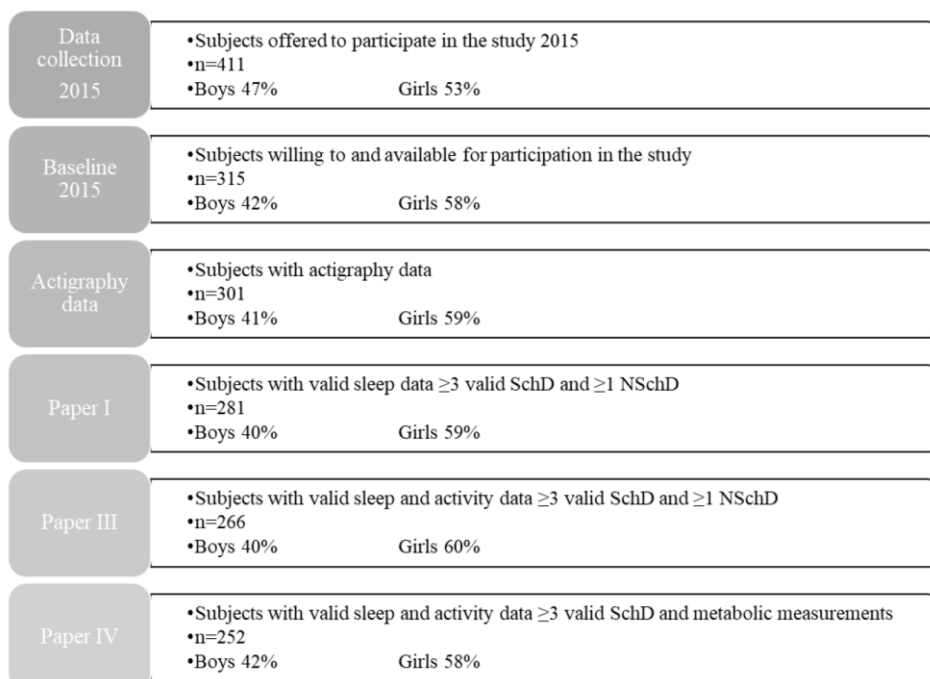 Data
collection
2015
•Subjects offered to participate in the study 2015
•n=411
•Boys 47% Girls 53%
Baseline
2015
•Subjects willing to and available for participation in the study
•n=315
•Boys 42% Girls 58%
Actigraphy
data
•Subjects with actigraphy data
•n=301
•Boys 41% Girls 59%
Paper I
•Subjects with valid sleep data ≥3 valid SchD and ≥1 NSchD
•n=281
•Boys 40% Girls 59%
Paper III
•Subjects with valid sleep and activity data ≥3 valid SchD and ≥1 NSchD
•n=266
•Boys 40% Girls 60%
Paper IV
•Subjects with valid sleep and activity data ≥3 valid SchD and metabolic measurements
•n=252
•Boys 42% Girls 58%